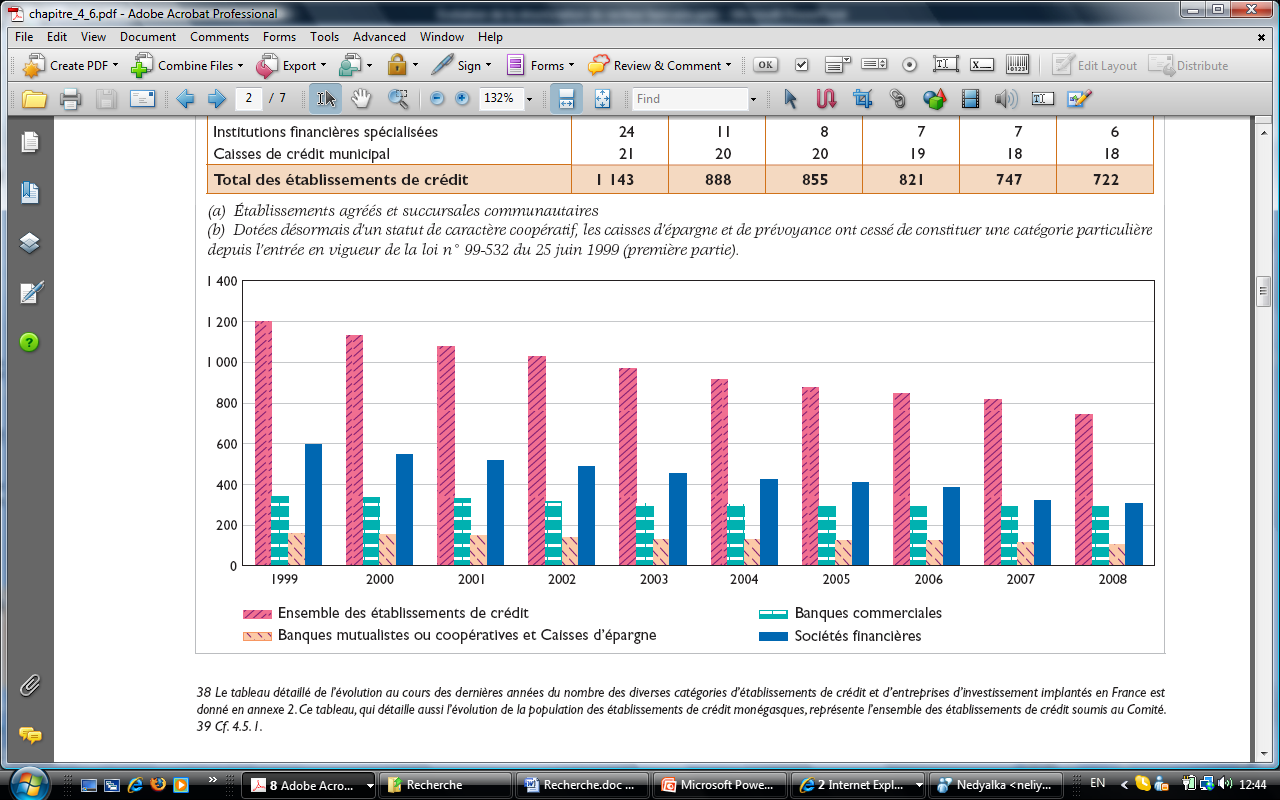 chapitre_4_6.pdf - Adobe Acrobat Professional
File Edit View Document Comments Forms Tools Advanced Window Help
Create PDF Combine Files Export Sign Forms Review & Comment OK Edit Layout Distribute
2 / 7 132% Find
Institutions financières spécialisées 24 11 8 7 7 6
Caisses de crédit municipal 21 20 20 19 18 18
Total des établissements de crédit 1 143 888 855 821 747 722
(a) Établissements agréés et succursales communautaires
(b) Dotées désormais d'un statut de caractère coopératif, les caisses d'épargne et de prévoyance ont cessé de constituer une catégorie particulière
depuis l'entrée en vigueur de la loi n° 99-532 du 25 juin 1999 (première partie).
1 400
1 200
1 000
800
600
400
200
0
1999 2000 2001 2002 2003 2004 2005 2006 2007 2008
Ensemble des établissements de crédit Banques commerciales
Banques mutualistes ou coopératives et Caisses d'épargne Sociétés financières
38 Le tableau détaillé de l'évolution au cours des dernières années du nombre des diverses catégories d'établissements de crédit et d'entreprises d'investissement implantés en France est
donné en annexe 2. Ce tableau, qui détaille aussi l'évolution de la population des établissements de crédit monégasques, représente l'ensemble des établissements de crédit soumis au Comité.
39 Cf. 4.5.1.
8 Adobe Acro... Recherche Recherche.doc ... Microsoft Powe... 2 Internet Expl... Nedyalka <neliy... EN 12:44